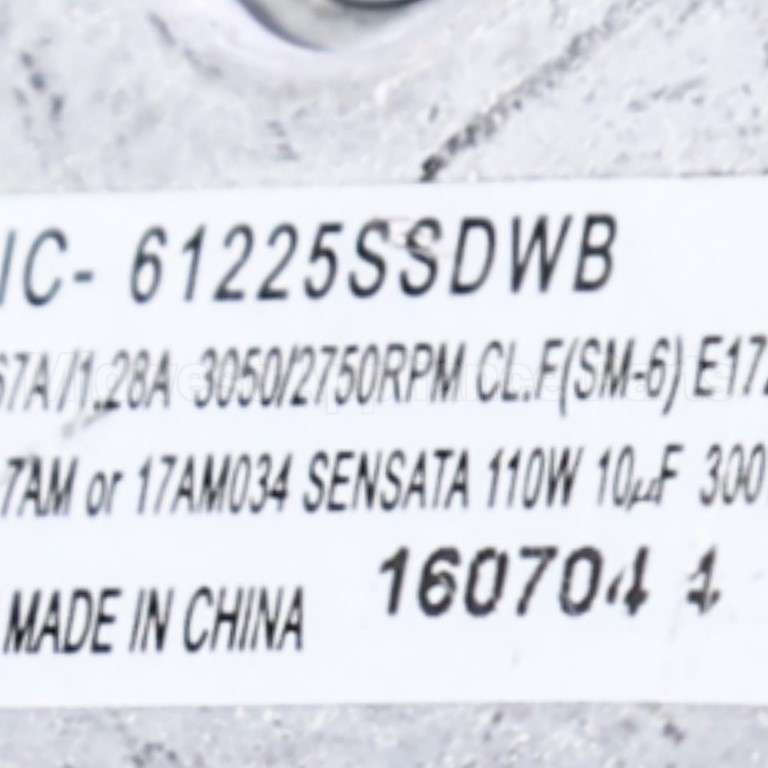 IC- 61225SSDWB
67A/1.28A 3050/2750RPM CL.F(SM-6) E172
7AM or 17AM034 SENSATA 110W 10µF 300
MADE IN CHINA 160704 1